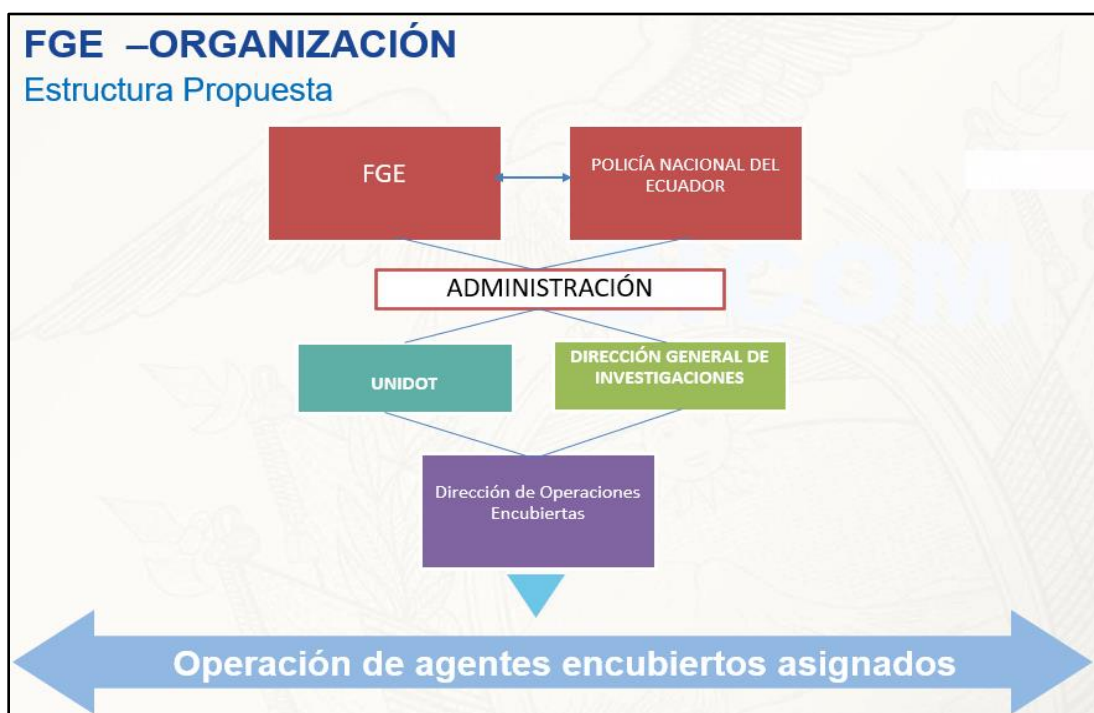 FGE –ORGANIZACIÓN
Estructura Propuesta
FGE
POLICÍA NACIONAL DEL
ECUADOR
ADMINISTRACIÓN
UNIDOT
DIRECCIÓN GENERAL DE
INVESTIGACIONES
Dirección de Operaciones
Encubiertas
Operación de agentes encubiertos asignados